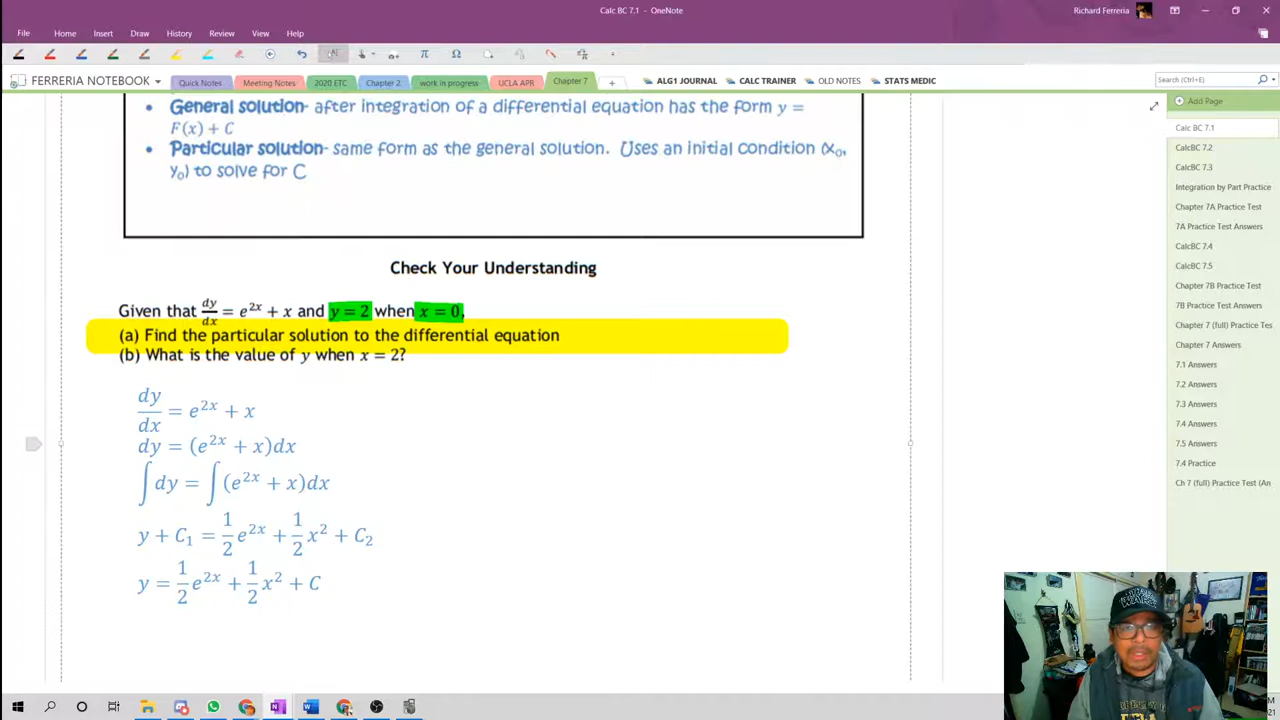 Calc BC 7.1 - OneNote
Richard Ferreria
File Home Insert Draw History Review View Help
FERRERIA NOTEBOOK
Quick Notes Meeting Notes 2020 ETC Chapter 2 work in progress UCLA APR Chapter 7
ALG1 JOURNAL CALC TRAINER OLD NOTES STATS MEDIC
Search (Ctrl+E)
Add Page
• General solution- after integration of a differential equation has the form y =
F(x) + C
• Particular solution- same form as the general solution. Uses an initial condition (x₀,
y₀) to solve for C
Check Your Understanding
Given that dy/dx = e^{2x} + x and y = 2 when x = 0,
(a) Find the particular solution to the differential equation
(b) What is the value of y when x = 2?
dy/dx = e^{2x} + x
dy = (e^{2x} + x)dx
∫dy = ∫(e^{2x} + x)dx
y + C₁ = 1/2 e^{2x} + 1/2 x² + C₂
y = 1/2 e^{2x} + 1/2 x² + C
Calc BC 7.1
CalcBC 7.2
CalcBC 7.3
Integration by Part Practice
Chapter 7A Practice Test
7A Practice Test Answers
CalcBC 7.4
CalcBC 7.5
Chapter 7B Practice Test
7B Practice Test Answers
Chapter 7 (full) Practice Tes
Chapter 7 Answers
7.1 Answers
7.2 Answers
7.3 Answers
7.4 Answers
7.5 Answers
7.4 Practice
Ch 7 (full) Practice Test (An